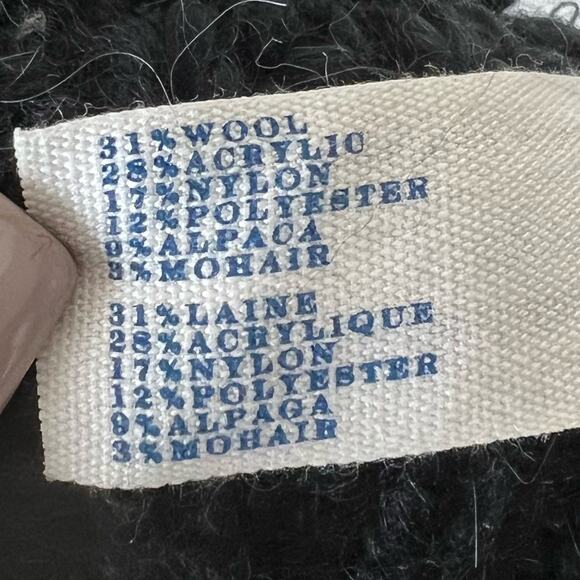 31% WOOL
28% ACRYLIC
17% NYLON
12% POLYESTER
9% ALPACA
3% MOHAIR
31% LAINE
28% ACRYLIQUE
17% NYLON
12% POLYESTER
9% ALPAGA
3% MOHAIR